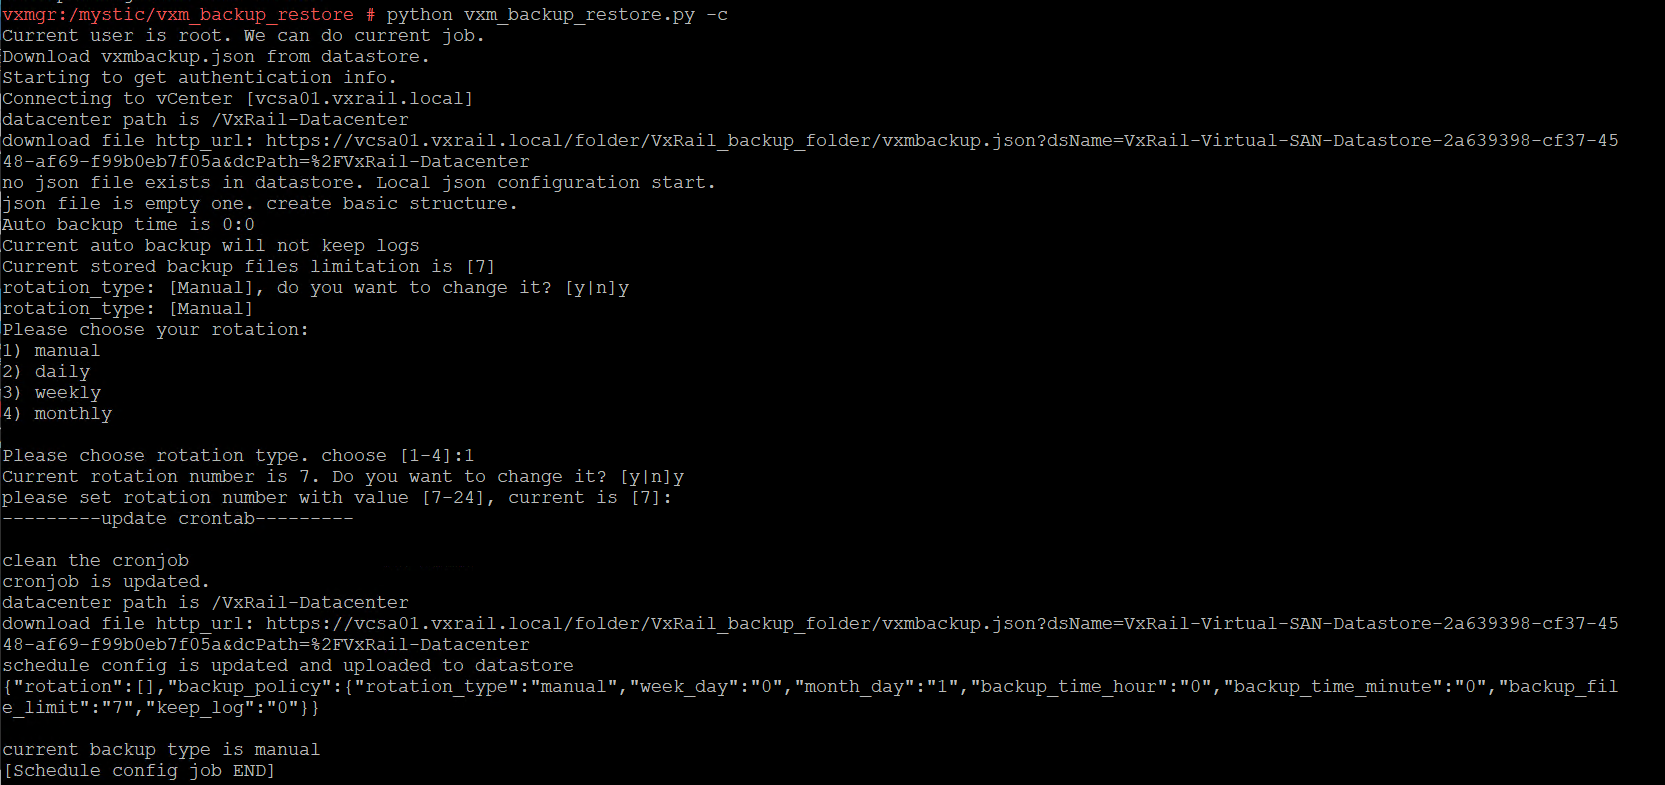 vxmgr:/mystic/vxm_backup_restore # python vxm_backup_restore.py -c
Current user is root. We can do current job.
Download vxmbackup.json from datastore.
Starting to get authentication info.
Connecting to vCenter [vcsa01.vxrail.local]
datacenter path is /VxRail-Datacenter
download file http_url: https://vcsa01.vxrail.local/folder/VxRail_backup_folder/vxmbackup.json?dsName=VxRail-Virtual-SAN-Datastore-2a639398-cf37-45
48-af69-f99b0eb7f05a&dcPath=%2FVxRail-Datacenter
no json file exists in datastore. Local json configuration start.
json file is empty one. create basic structure.
Auto backup time is 0:0
Current auto backup will not keep logs
Current stored backup files limitation is [7]
rotation_type: [Manual], do you want to change it? [y|n]y
rotation_type: [Manual]
Please choose your rotation:
1) manual
2) daily
3) weekly
4) monthly
Please choose rotation type. choose [1-4]:1
Current rotation number is 7. Do you want to change it? [y|n]y
please set rotation number with value [7-24], current is [7]:
---------update crontab---------
clean the cronjob
cronjob is updated.
datacenter path is /VxRail-Datacenter
download file http_url: https://vcsa01.vxrail.local/folder/VxRail_backup_folder/vxmbackup.json?dsName=VxRail-Virtual-SAN-Datastore-2a639398-cf37-45
48-af69-f99b0eb7f05a&dcPath=%2FVxRail-Datacenter
schedule config is updated and uploaded to datastore
{"rotation":[],"backup_policy":{"rotation_type":"manual","week_day":"0","month_day":"1","backup_time_hour":"0","backup_time_minute":"0","backup_fil
e_limit":"7","keep_log":"0"}}
current backup type is manual
[Schedule config job END]